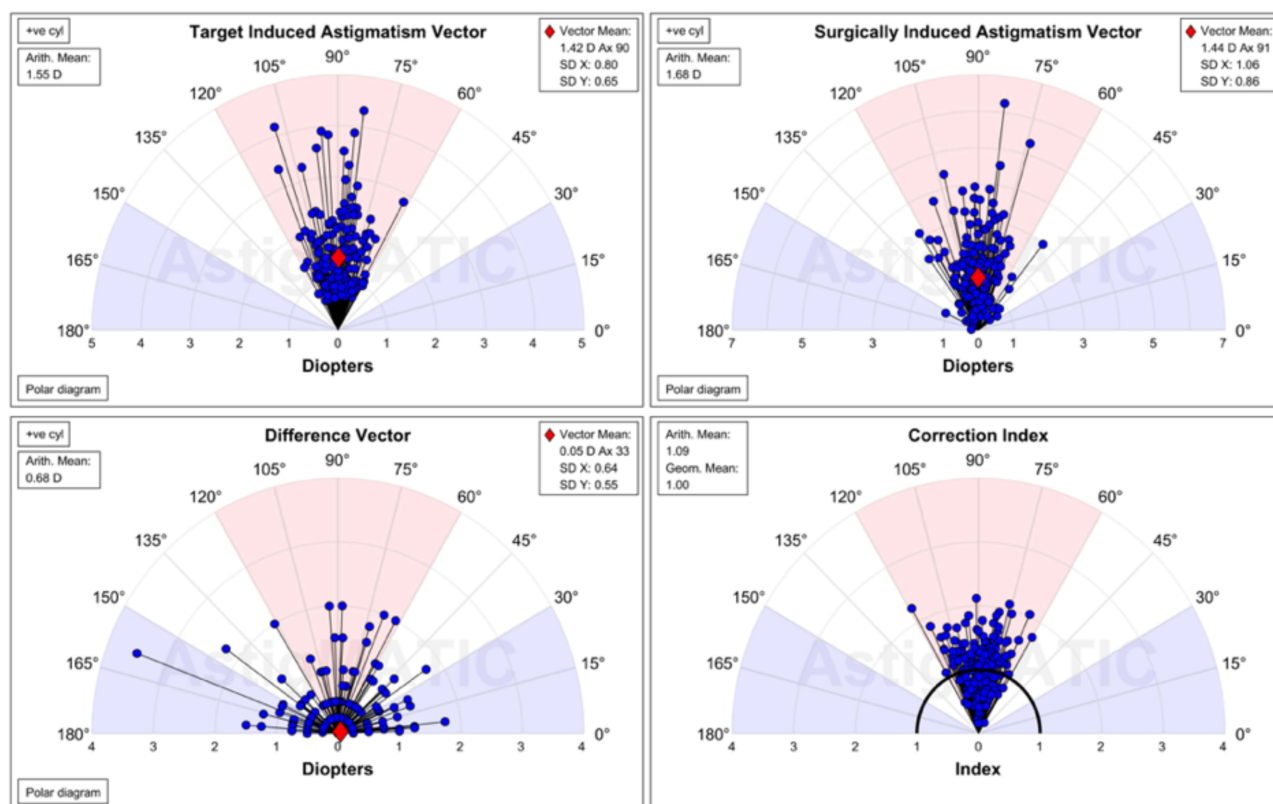 +ve cyl
Target Induced Astigmatism Vector
Arith. Mean:
1.55 D
Vector Mean:
1.42 D Ax 90
SD X: 0.80
SD Y: 0.65
90°
105°
75°
120°
60°
135°
45°
150°
30°
165°
15°
180°
0°
AstigMATIC
5 4 3 2 1 0 1 2 3 4 5
Diopters
Polar diagram
+ve cyl
Surgically Induced Astigmatism Vector
Arith. Mean:
1.68 D
Vector Mean:
1.44 D Ax 91
SD X: 1.06
SD Y: 0.86
90°
105°
75°
120°
60°
135°
45°
150°
30°
165°
15°
180°
0°
AstigMATIC
7 5 3 1 0 1 3 5 7
Diopters
Polar diagram
+ve cyl
Difference Vector
Arith. Mean:
0.68 D
Vector Mean:
0.05 D Ax 33
SD X: 0.64
SD Y: 0.55
90°
105°
75°
120°
60°
135°
45°
150°
30°
165°
15°
180°
0°
AstigMATIC
4 3 2 1 0 1 2 3 4
Diopters
Polar diagram
Arith. Mean:
1.09
Geom. Mean:
1.00
Correction Index
90°
105°
75°
120°
60°
135°
45°
150°
30°
165°
15°
180°
0°
AstigMATIC
4 3 2 1 0 1 2 3 4
Index